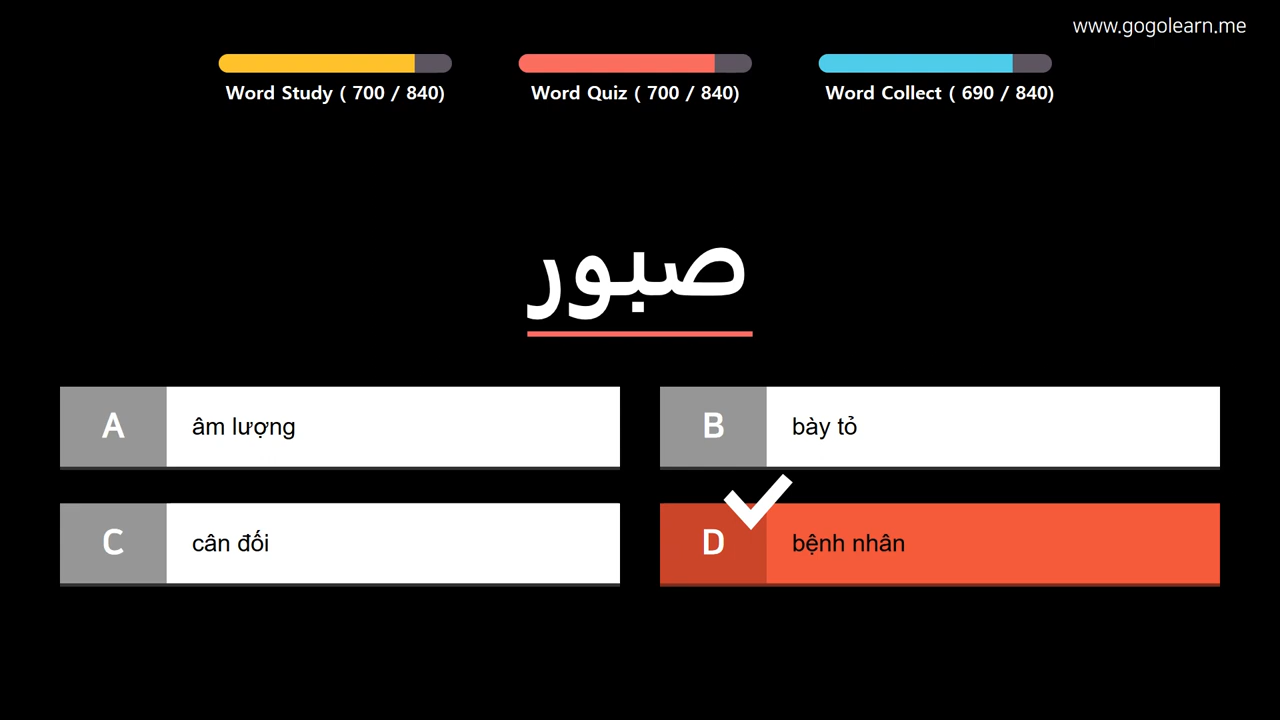 www.gogolearn.me
Word Study ( 700 / 840)
Word Quiz ( 700 / 840)
Word Collect ( 690 / 840)
صبور
A
âm lượng
B
bày tỏ
C
cân đối
D
bệnh nhân